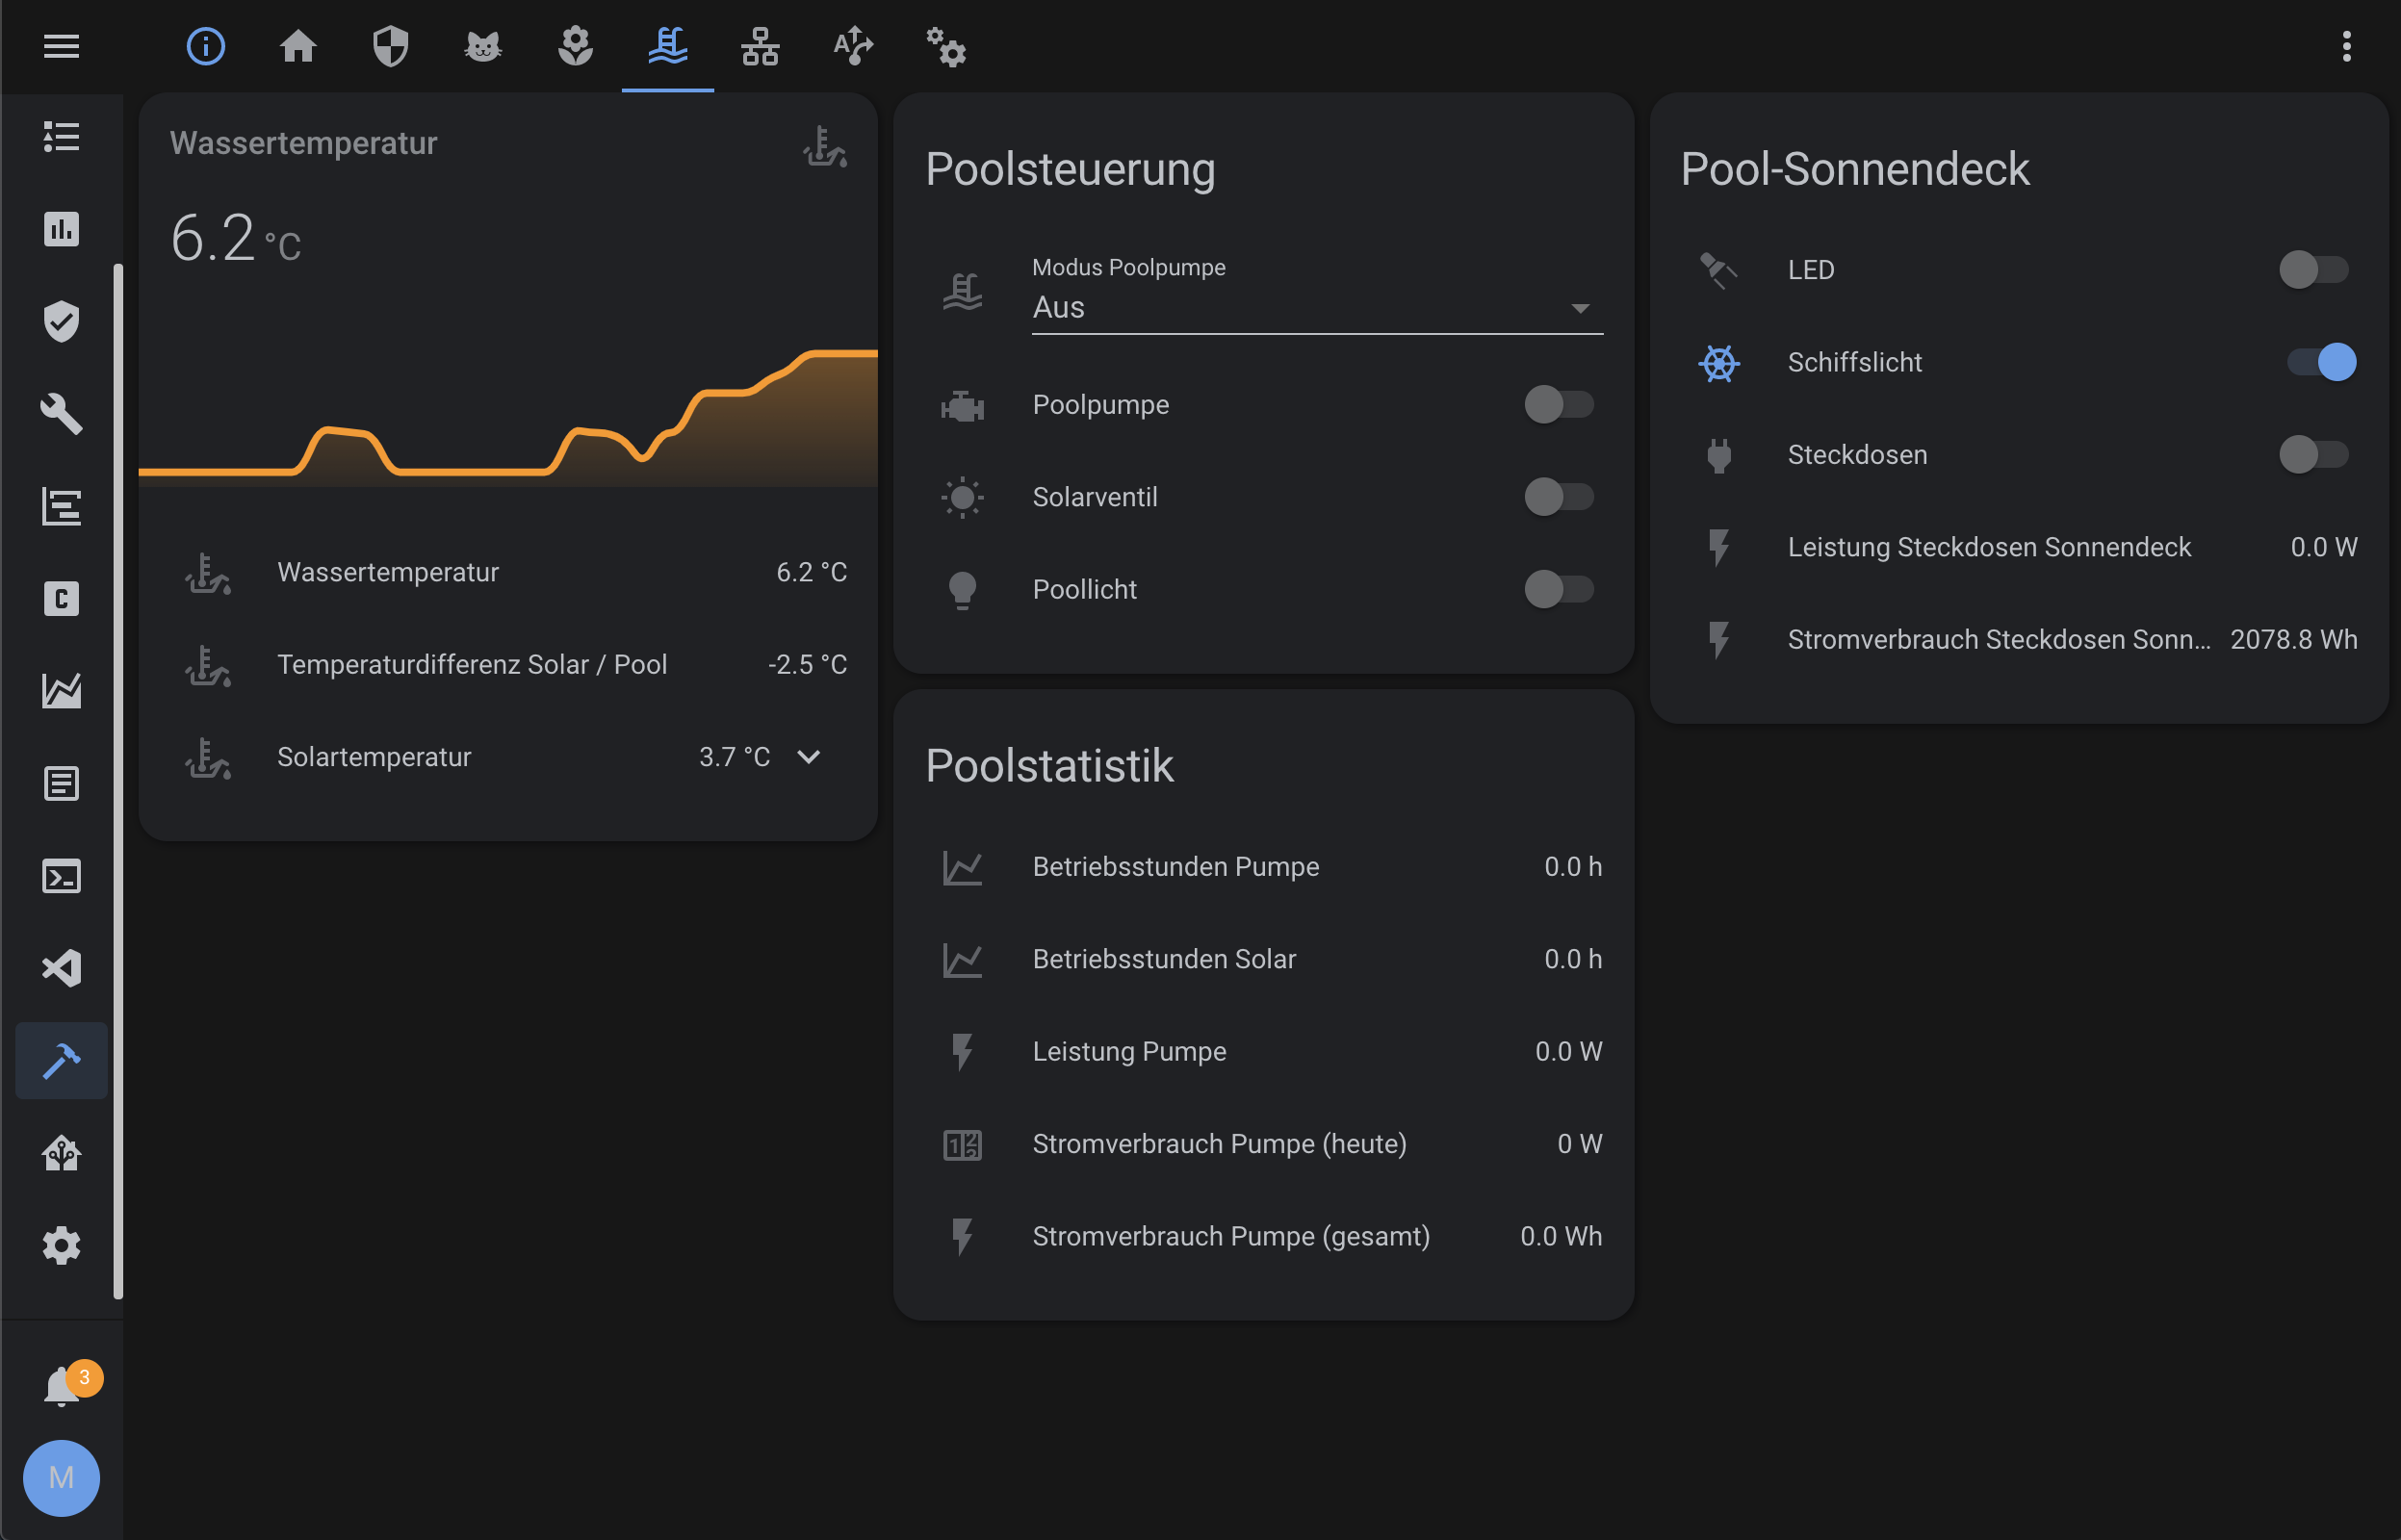 Wassertemperatur
6.2 °C
Wassertemperatur 6.2 °C
Temperaturdifferenz Solar / Pool -2.5 °C
Solartemperatur 3.7 °C
Poolsteuerung
Modus Poolpumpe
Aus
Poolpumpe
Solarventil
Poollicht
Poolstatistik
Betriebsstunden Pumpe 0.0 h
Betriebsstunden Solar 0.0 h
Leistung Pumpe 0.0 W
Stromverbrauch Pumpe (heute) 0 W
Stromverbrauch Pumpe (gesamt) 0.0 Wh
Pool-Sonnendeck
LED
Schiffslicht
Steckdosen
Leistung Steckdosen Sonnendeck 0.0 W
Stromverbrauch Steckdosen Sonn... 2078.8 Wh
3
M